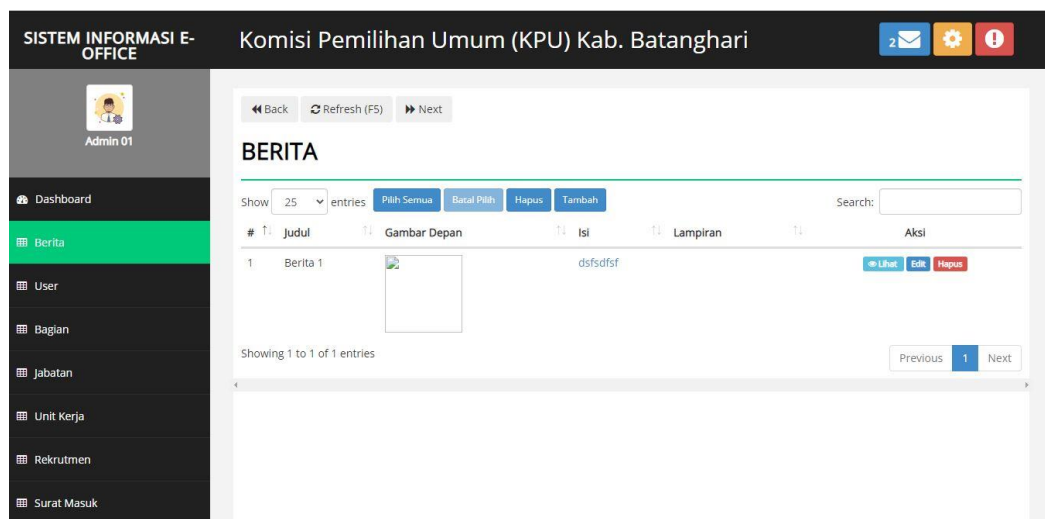 SISTEM INFORMASI E-OFFICE
Komisi Pemilihan Umum (KPU) Kab. Batanghari
2
Admin 01
Back Refresh (F5) Next
BERITA
Dashboard
Berita
User
Bagian
Jabatan
Unit Kerja
Rekrutmen
Surat Masuk
Show 25 entries Pilih Semua Batal Pilih Hapus Tambah Search:
# Judul Gambar Depan Isi Lampiran Aksi
1 Berita 1 dsfsdfsf Lihat Edit Hapus
Showing 1 to 1 of 1 entries
Previous 1 Next